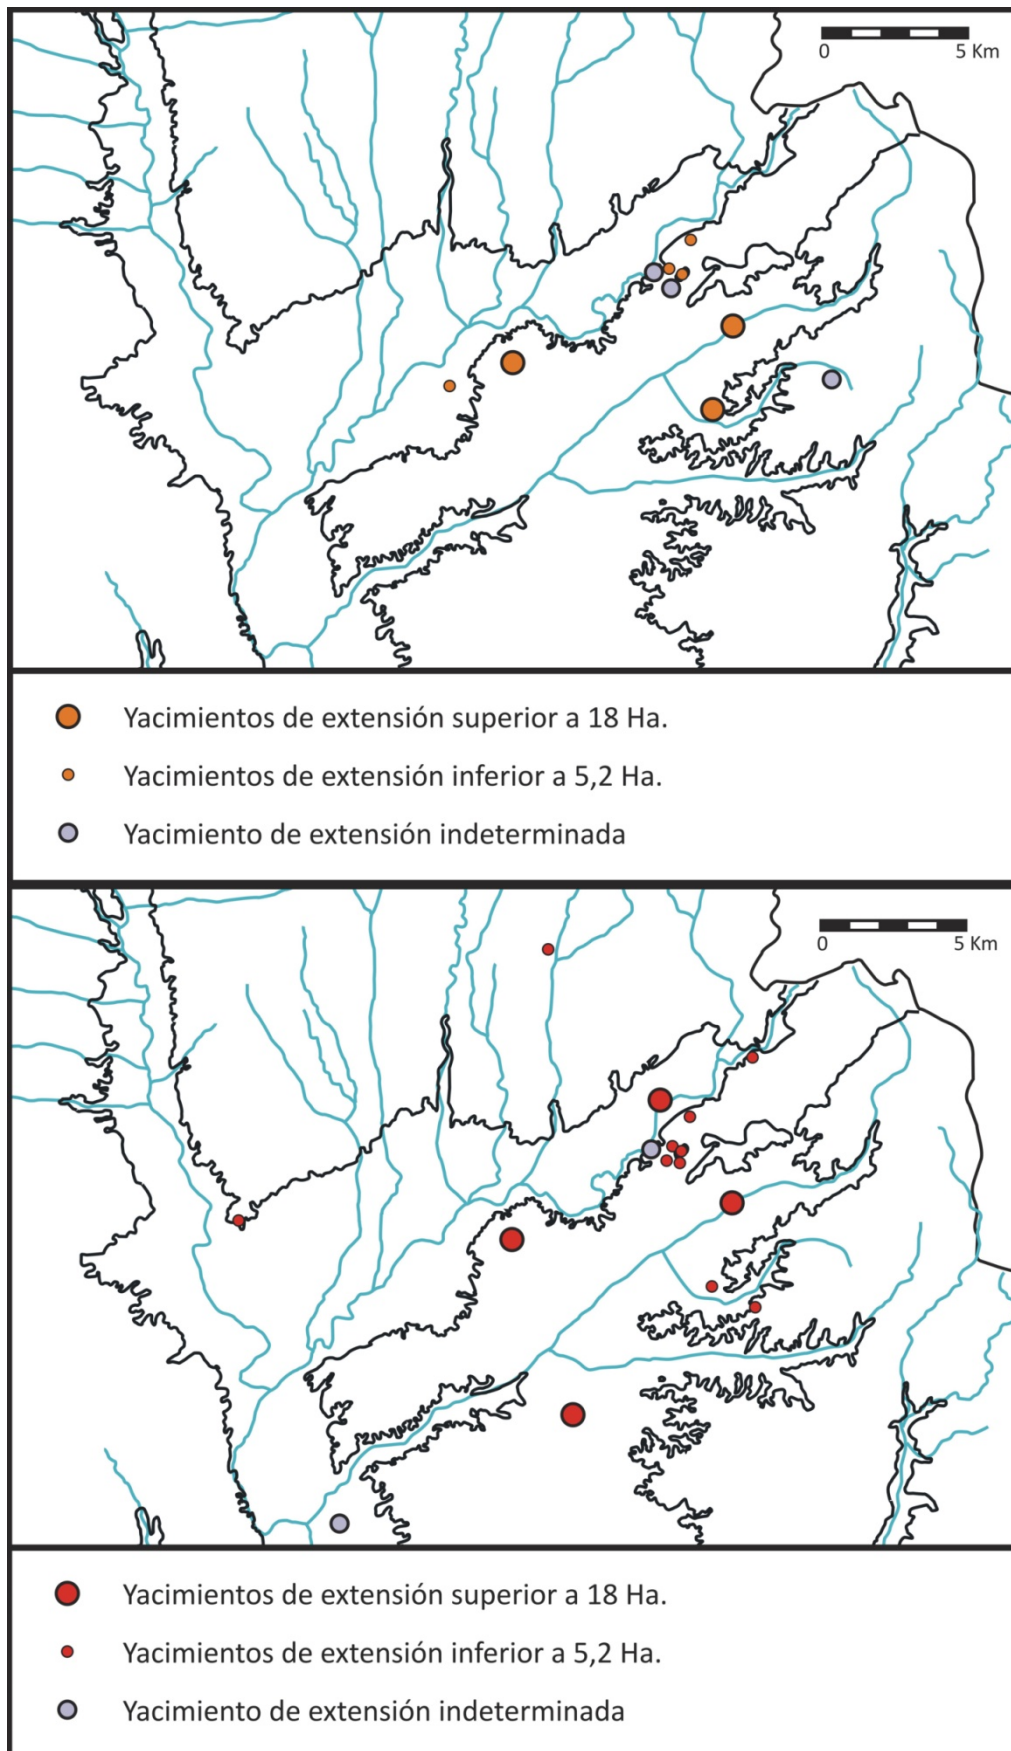 0 5 Km
Yacimientos de extensión superior a 18 Ha.
Yacimientos de extensión inferior a 5,2 Ha.
Yacimiento de extensión indeterminada
0 5 Km
Yacimientos de extensión superior a 18 Ha.
Yacimientos de extensión inferior a 5,2 Ha.
Yacimiento de extensión indeterminada